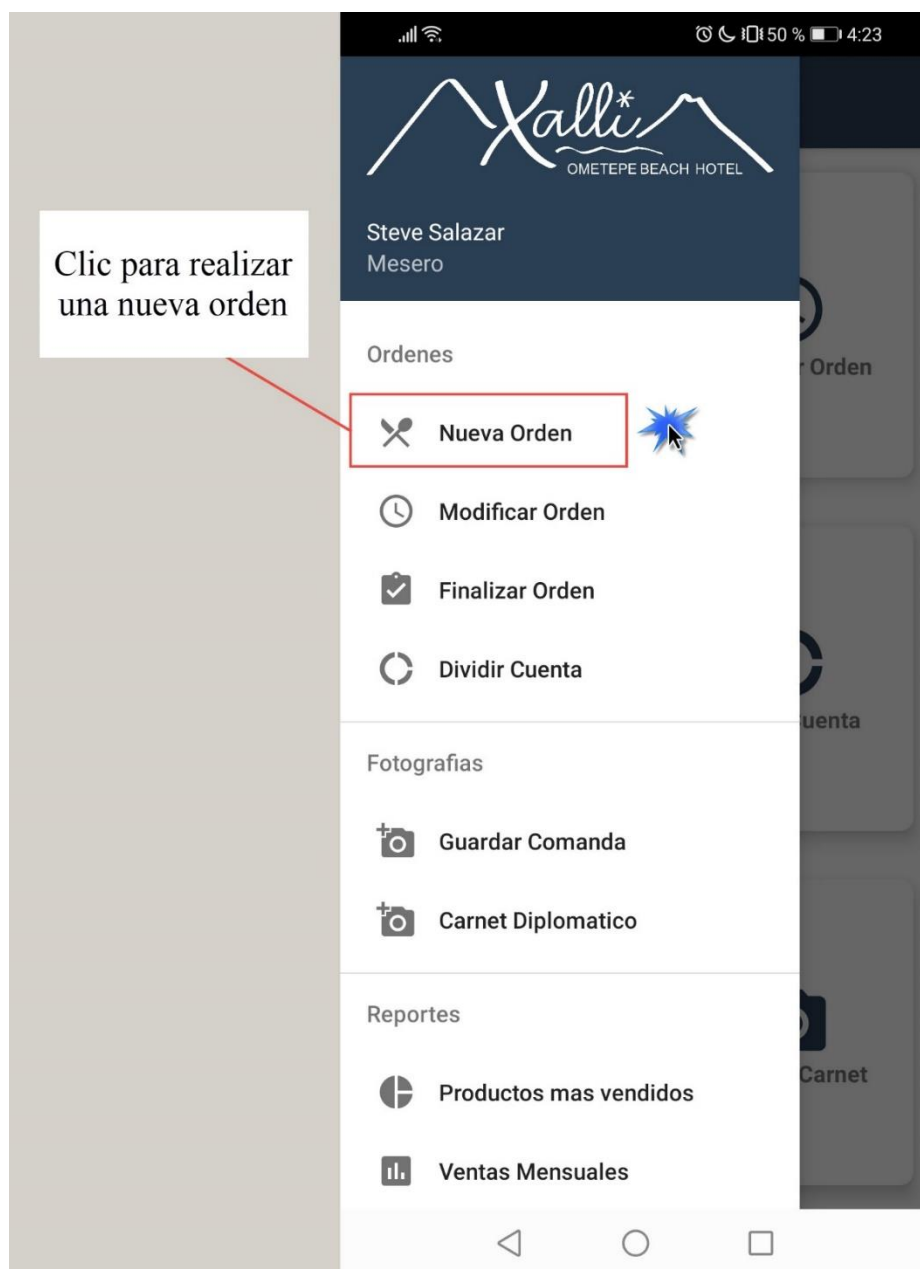 50 % 4:23
Xalli
OMETEPE BEACH HOTEL
Steve Salazar
Mesero
Clic para realizar
una nueva orden
Ordenes
Nueva Orden
Modificar Orden
Finalizar Orden
Dividir Cuenta
Fotografias
Guardar Comanda
Carnet Diplomatico
Reportes
Productos mas vendidos
Ventas Mensuales
Orden
Carnet